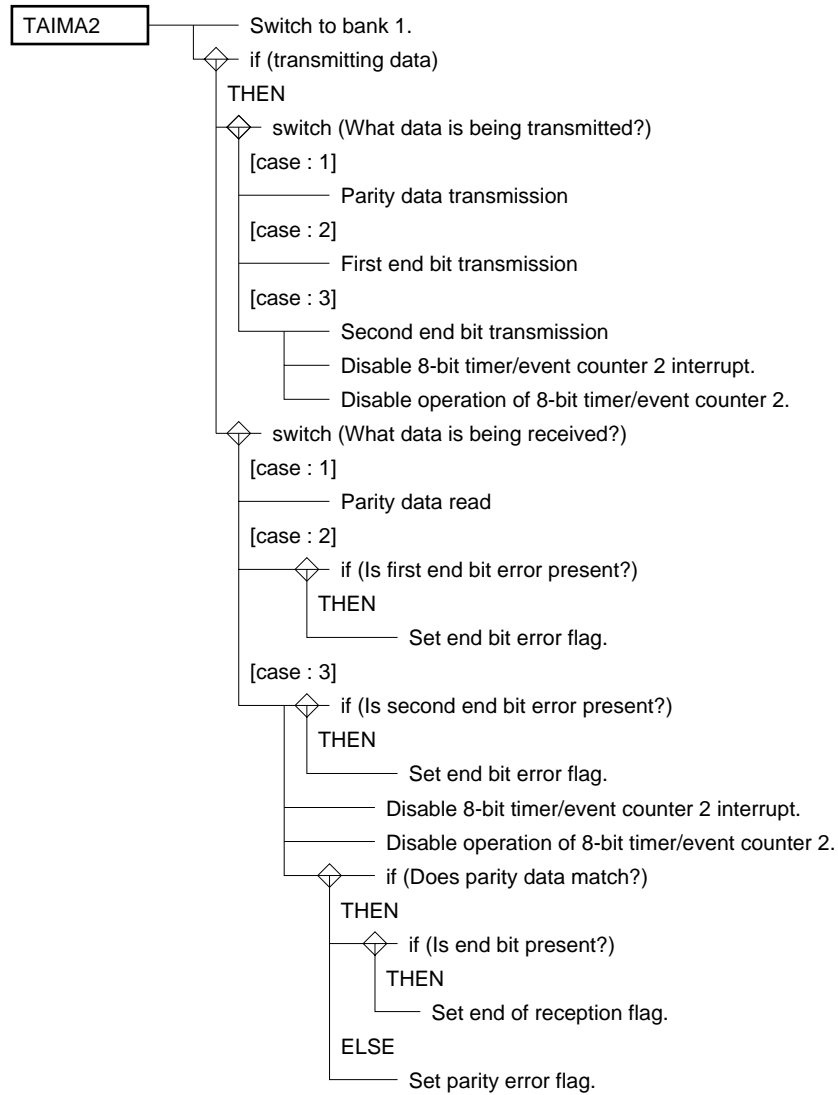 TAIMA2
Switch to bank 1.
if (transmitting data)
THEN
switch (What data is being transmitted?)
[case : 1]
Parity data transmission
[case : 2]
First end bit transmission
[case : 3]
Second end bit transmission
Disable 8-bit timer/event counter 2 interrupt.
Disable operation of 8-bit timer/event counter 2.
switch (What data is being received?)
[case : 1]
Parity data read
[case : 2]
if (Is first end bit error present?)
THEN
Set end bit error flag.
[case : 3]
if (Is second end bit error present?)
THEN
Set end bit error flag.
Disable 8-bit timer/event counter 2 interrupt.
Disable operation of 8-bit timer/event counter 2.
if (Does parity data match?)
THEN
if (Is end bit present?)
THEN
Set end of reception flag.
ELSE
Set parity error flag.